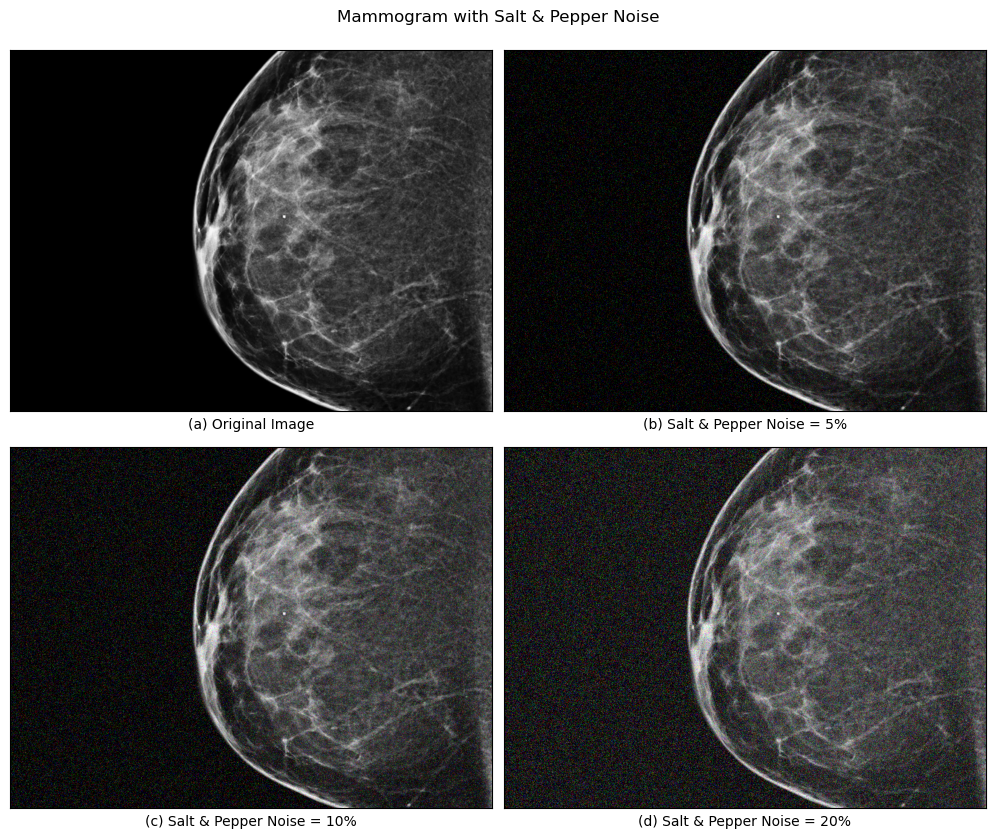 Mammogram with Salt & Pepper Noise
(a) Original Image
(b) Salt & Pepper Noise = 5%
(c) Salt & Pepper Noise = 10%
(d) Salt & Pepper Noise = 20%